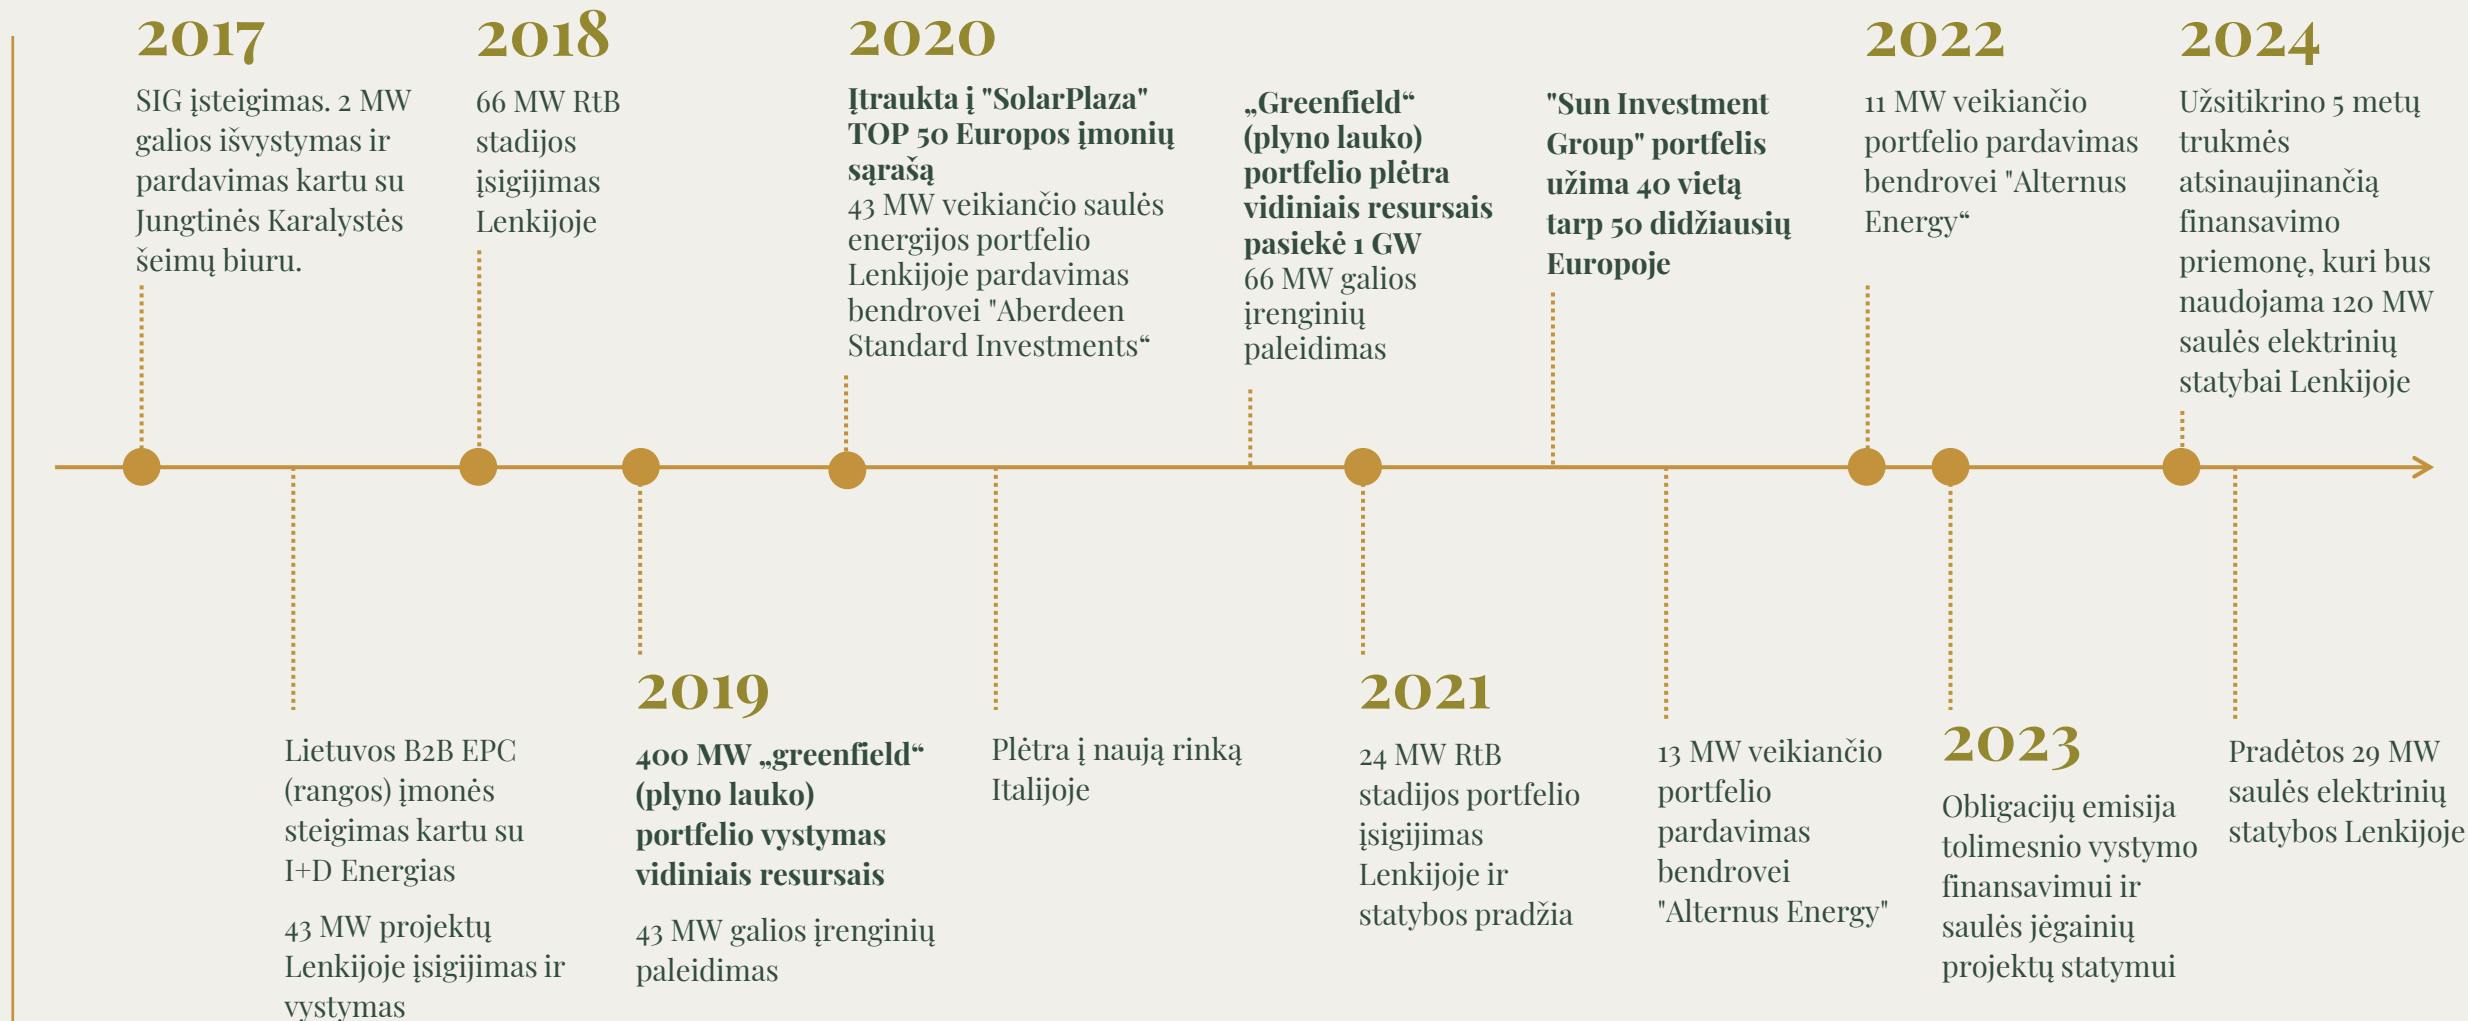 2017
SIG įsteigimas. 2 MW
galios išvystymas ir
pardavimas kartu su
Jungtinės Karalystės
šeimų biuru.
Lietuvos B2B EPC
(rangos) įmonės
steigimas kartu su
I+D Energias
43 MW projektų
Lenkijoje įsigijimas ir
vystymas
2018
66 MW RtB
stadijos
įsigijimas
Lenkijoje
2019
400 MW „greenfield“
(plyno lauko)
portfelio vystymas
vidiniais resursais
43 MW galios įrenginių
paleidimas
2020
Įtraukta į "SolarPlaza"
TOP 50 Europos įmonių
sąrašą
43 MW veikiančio saulės
energijos portfelio
Lenkijoje pardavimas
bendrovei "Aberdeen
Standard Investments“
Plėtra į naują rinką
Italijoje
„Greenfield“
(plyno lauko)
portfelio plėtra
vidiniais resursais
pasiekė 1 GW
66 MW galios
įrenginių
paleidimas
2021
24 MW RtB
stadijos portfelio
įsigijimas
Lenkijoje ir
statybos pradžia
"Sun Investment
Group" portfelis
užima 40 vietą
tarp 50 didžiausių
Europoje
13 MW veikiančio
portfelio
pardavimas
bendrovei
"Alternus Energy"
2022
11 MW veikiančio
portfelio pardavimas
bendrovei "Alternus
Energy“
2023
Obligacijų emisija
tolimesnio vystymo
finansavimui ir
saulės jėgainių
projektų statymui
2024
Užsitikrino 5 metų
trukmės
atsinaujinančią
finansavimo
priemonę, kuri bus
naudojama 120 MW
saulės elektrinių
statybai Lenkijoje
Pradėtos 29 MW
saulės elektrinių
statybos Lenkijoje